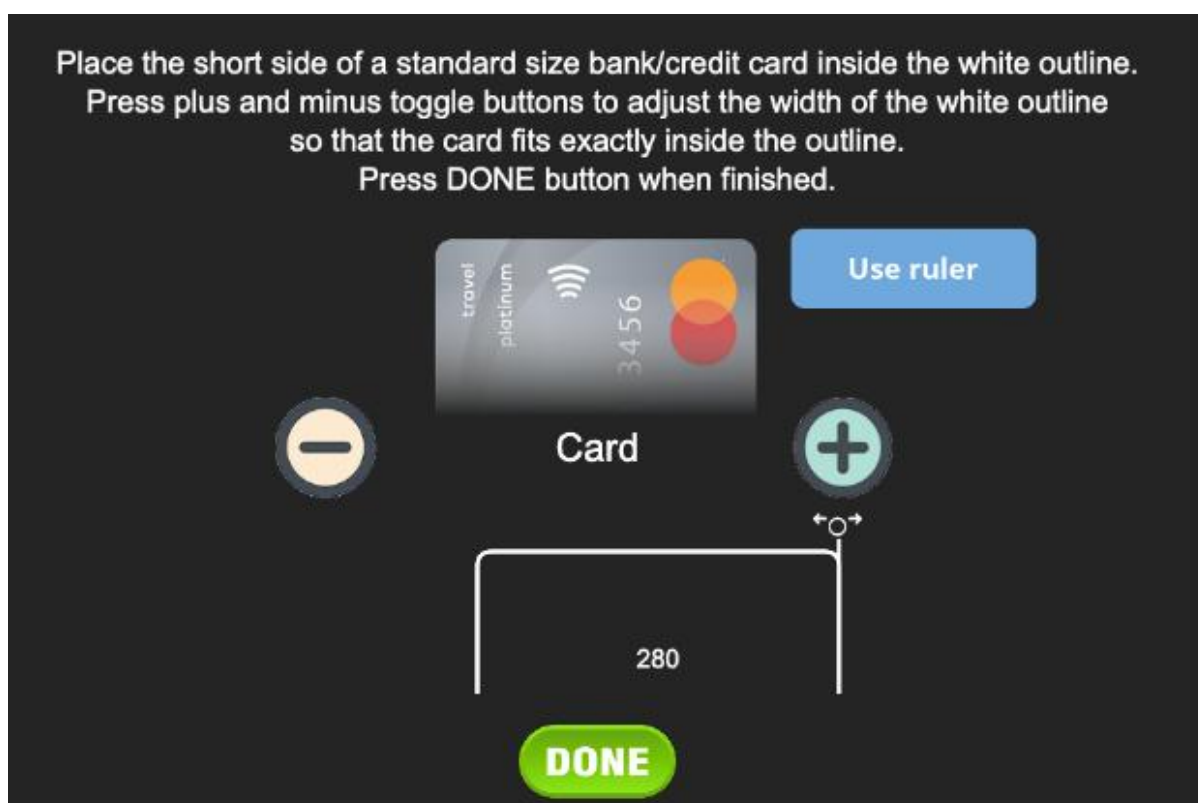 Place the short side of a standard size bank/credit card inside the white outline.
Press plus and minus toggle buttons to adjust the width of the white outline
so that the card fits exactly inside the outline.
Press DONE button when finished.
travel
platinum
3456
Use ruler
Card
280
DONE